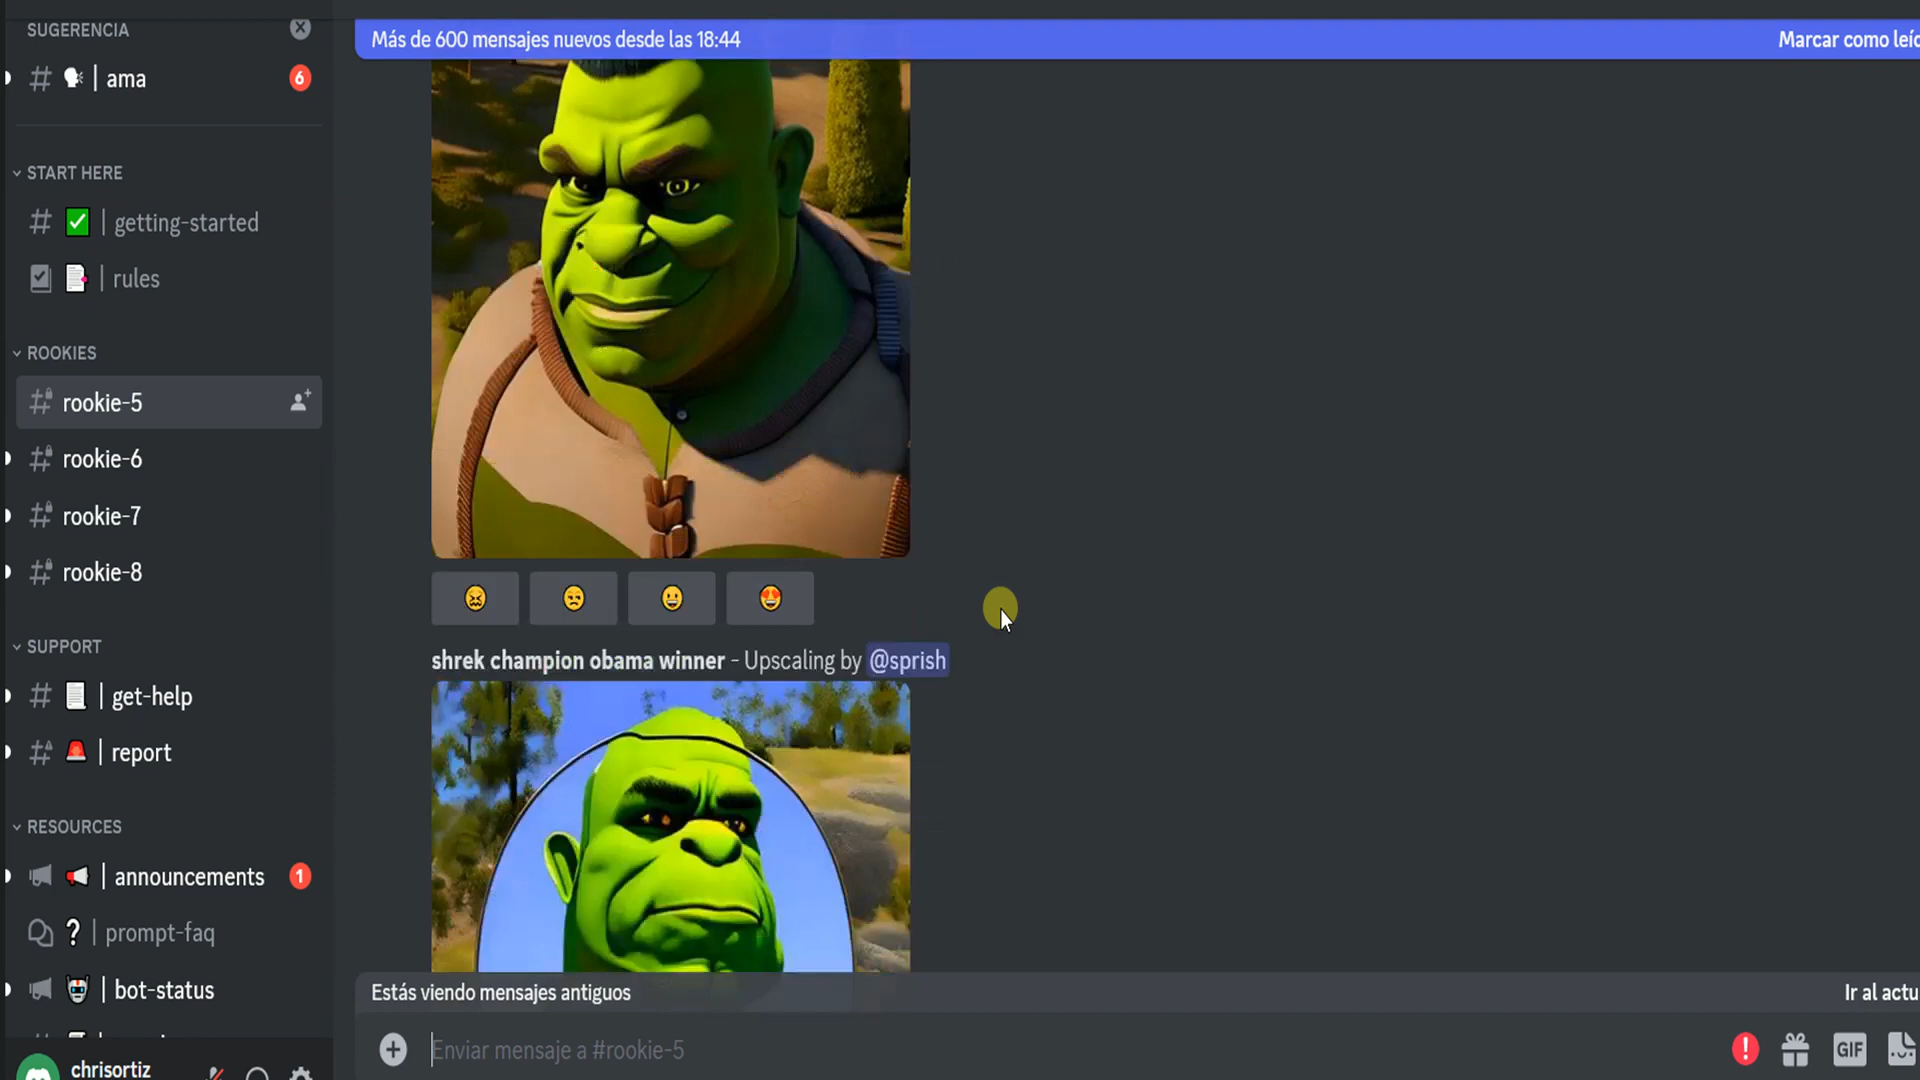 SUGERENCIA
ama
6
START HERE
getting-started
rules
ROOKIES
rookie-5
rookie-6
rookie-7
rookie-8
SUPPORT
get-help
report
RESOURCES
announcements
1
? prompt-faq
bot-status
chrisortiz
Más de 600 mensajes nuevos desde las 18:44
Marcar como leíd
shrek champion obama winner - Upscaling by @sprish
Estás viendo mensajes antiguos
Ir al actu
Enviar mensaje a #rookie-5
GIF